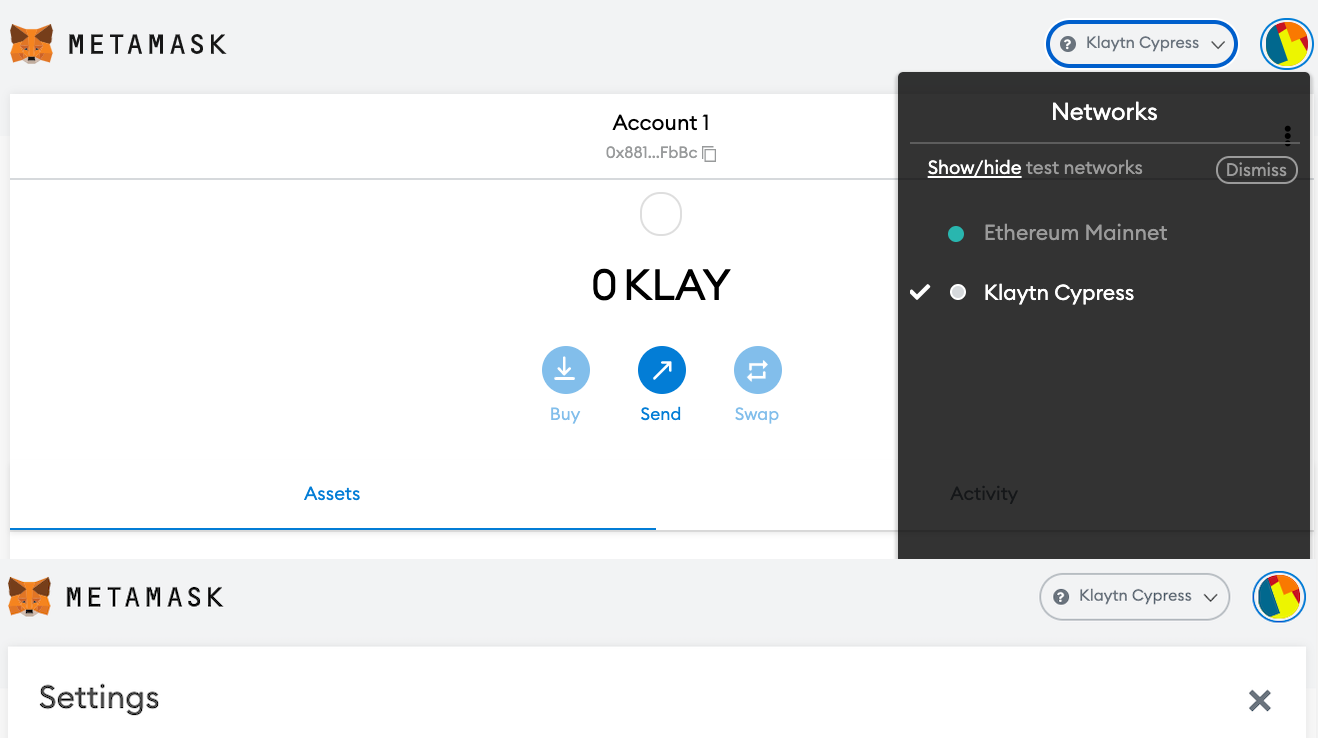 METAMASK
? Klaytn Cypress
Networks
Account 1
0x881...FbBc
Show/hide test networks
Dismiss
Ethereum Mainnet
Klaytn Cypress
0 KLAY
Buy
Send
Swap
Assets
Activity
METAMASK
? Klaytn Cypress
Settings